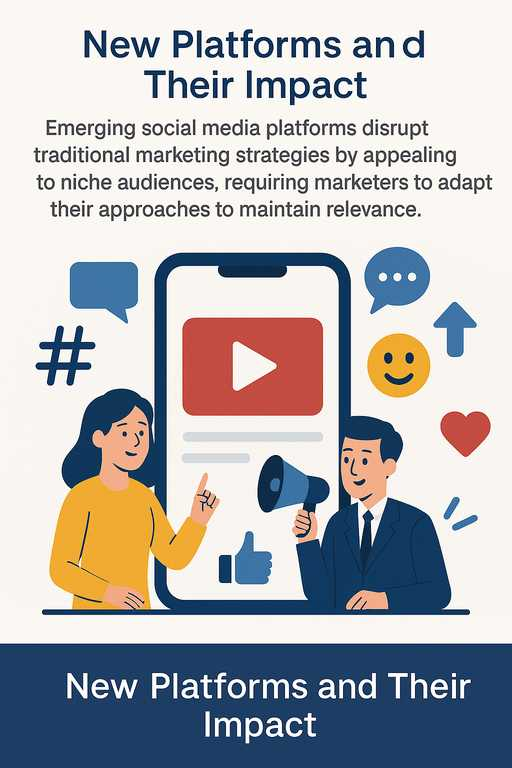 New Platforms and
Their Impact
Emerging social media platforms disrupt
traditional marketing strategies by appealing
to niche audiences, requiring marketers to adapt
their approaches to maintain relevance.
#
New Platforms and Their
Impact